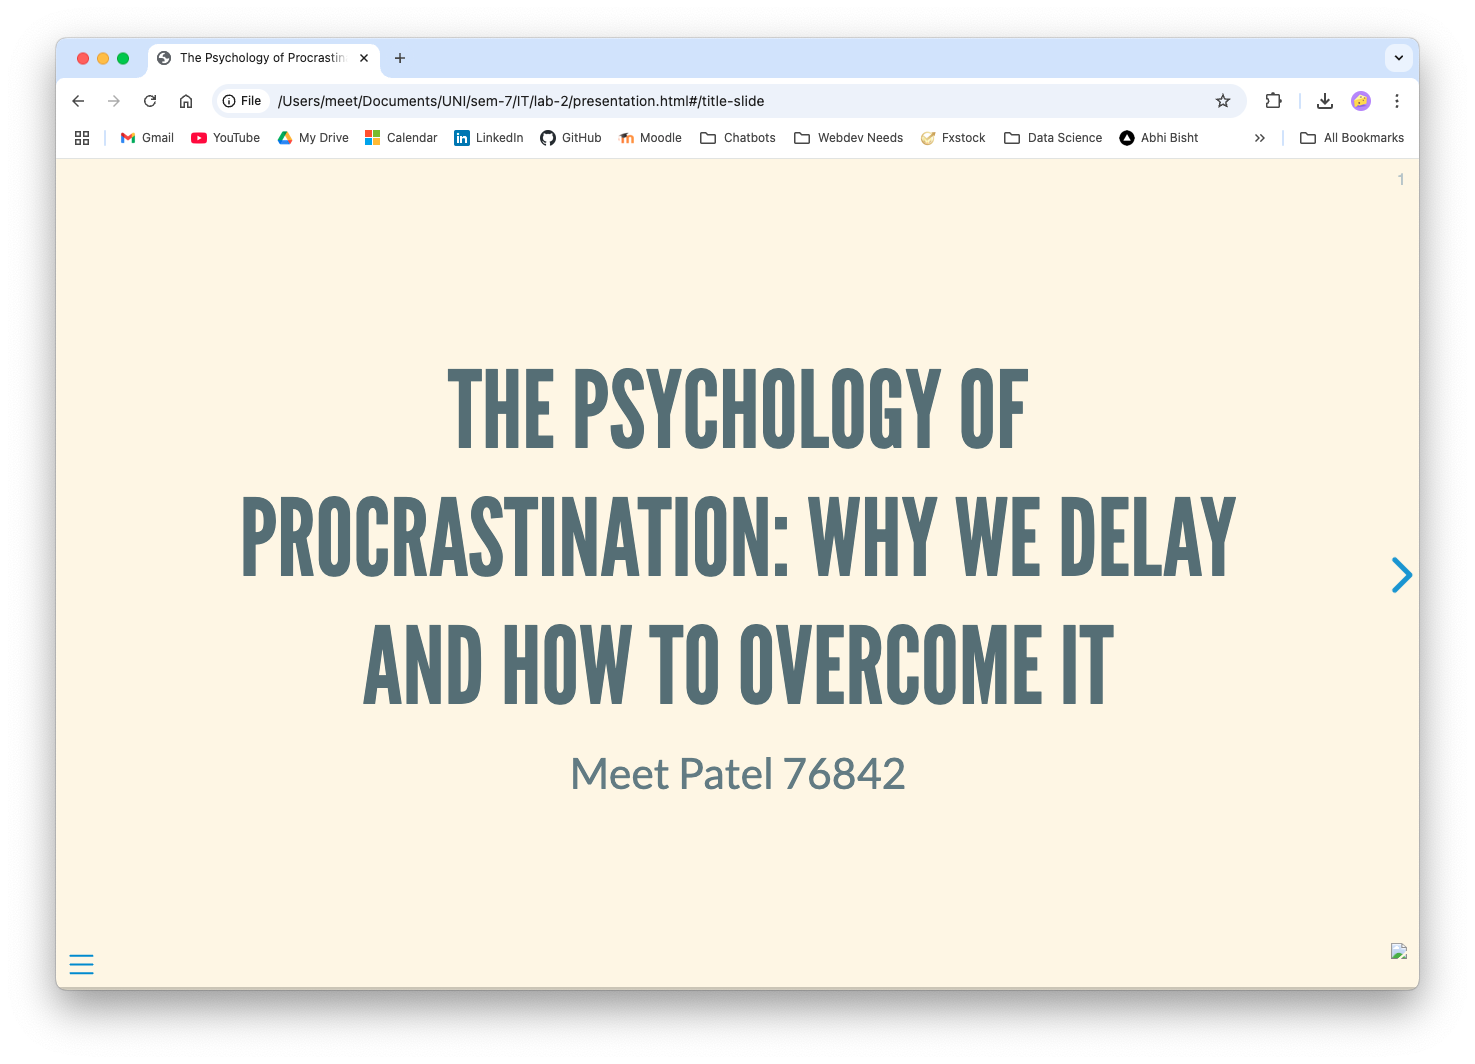 The Psychology of Procrastin
File
/Users/meet/Documents/UNI/sem-7/IT/lab-2/presentation.html#/title-slide
Gmail YouTube My Drive Calendar LinkedIn GitHub Moodle Chatbots Webdev Needs Fxstock Data Science Abhi Bisht » All Bookmarks
1
THE PSYCHOLOGY OF
PROCRASTINATION: WHY WE DELAY
AND HOW TO OVERCOME IT
Meet Patel 76842